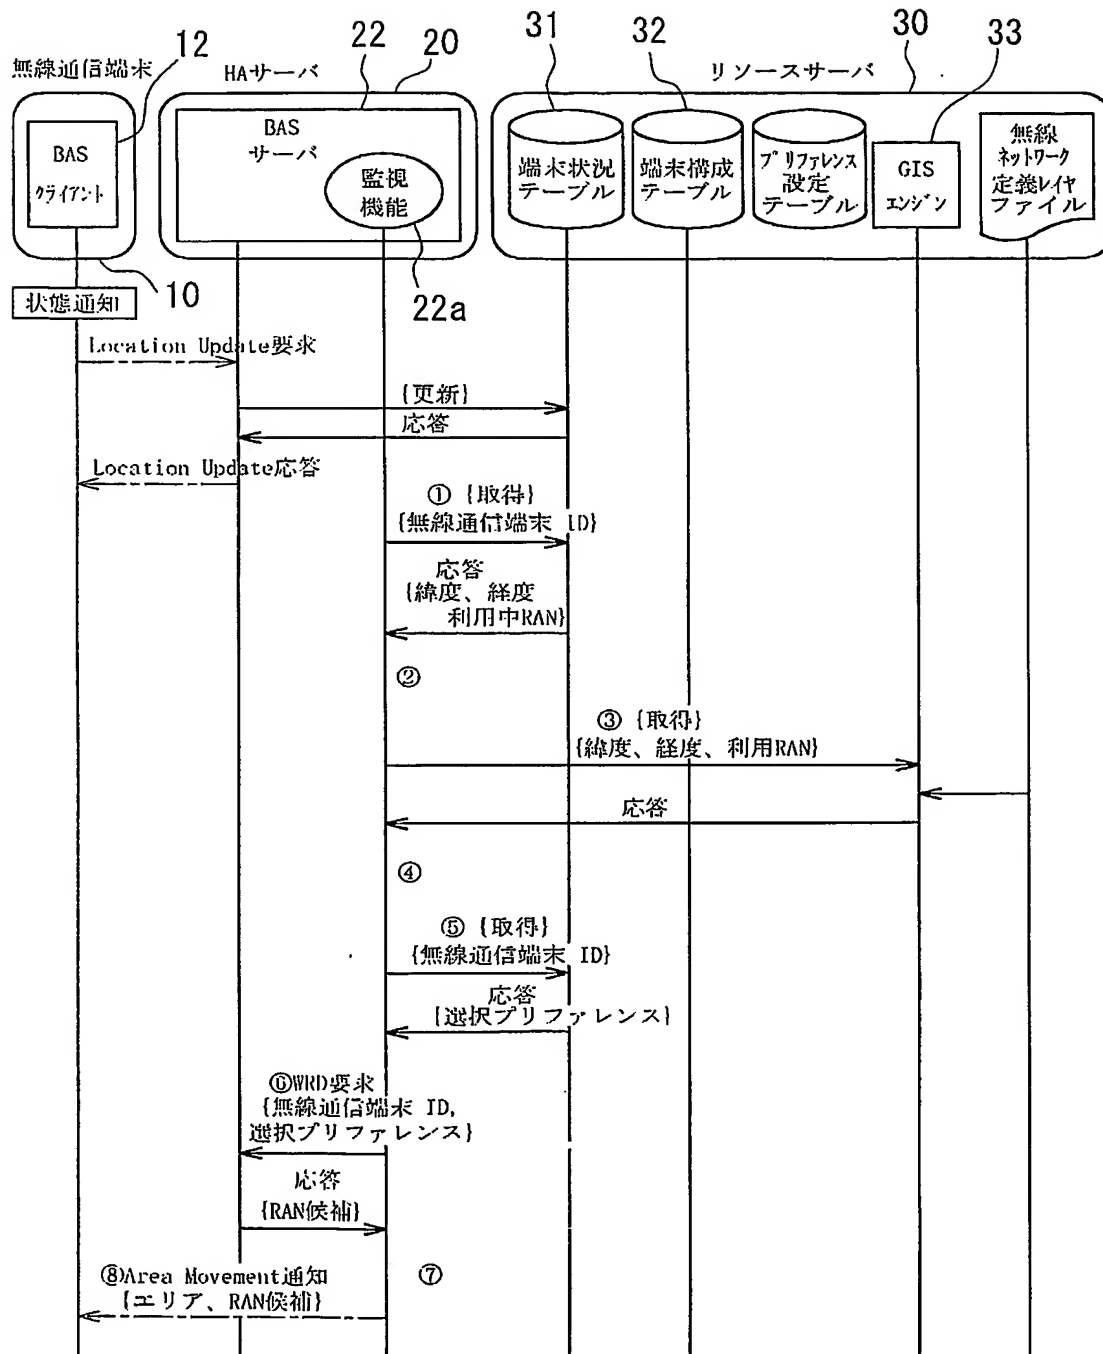 12
22
20
31
32
30
33
無線通信端末
HAサーバ
リソースサーバ
BAS
クライアント
BAS
サーバ
監視
機能
端末状況
テーブル
端末構成
テーブル
プリファレンス
設定
テーブル
GIS
エンジン
無線
ネットワーク
定義レイヤ
ファイル
10
22a
状態通知
Location Update要求
{更新}
応答
Location Update応答
① {取得}
{無線通信端末 ID}
応答
{緯度、経度
利用中RAN}
②
③ {取得}
{緯度、経度、利用RAN}
応答
④
⑤ {取得}
{無線通信端末 ID}
応答
{選択プリファレンス}
⑥WRD要求
{無線通信端末 ID,
選択プリファレンス}
応答
{RAN候補}
⑦
⑧Area Movement通知
{エリア、RAN候補}